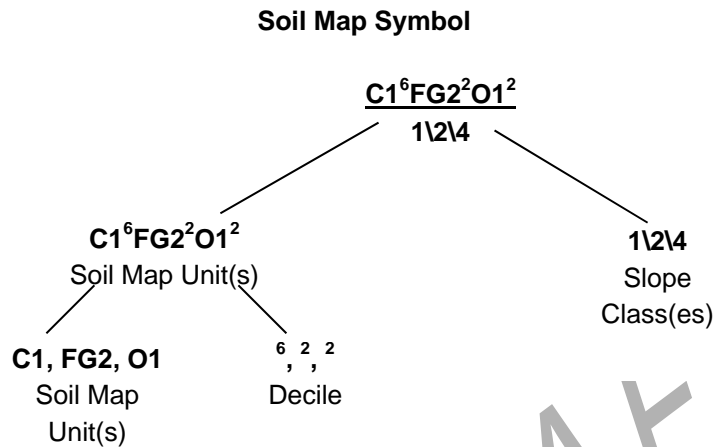 Soil Map Symbol
C1⁶FG2²O1²
1\2\4
C1⁶FG2²O1²
Soil Map Unit(s)
1\2\4
Slope
Class(es)
C1, FG2, O1
Soil Map
Unit(s)
⁶, ², ²
Decile